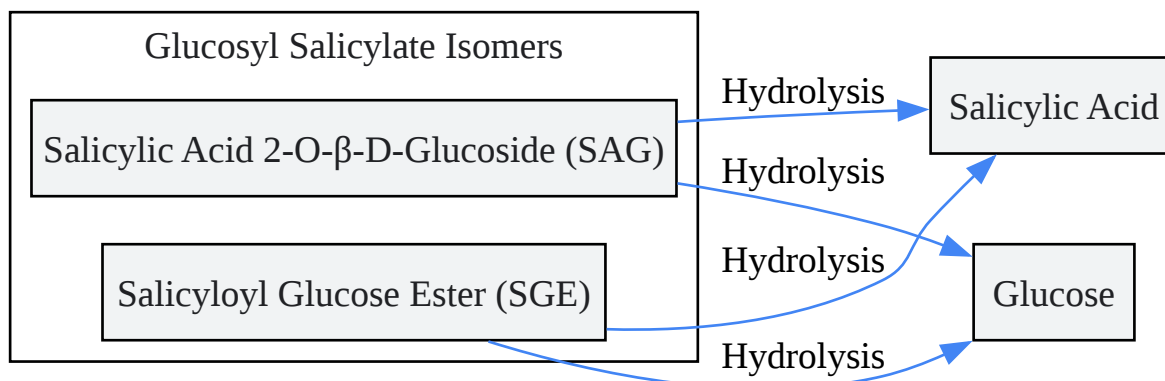 Glucosyl Salicylate Isomers
Hydrolysis
Salicylic Acid
Salicylic Acid 2-O-β-D-Glucoside (SAG)
Hydrolysis
Hydrolysis
Salicyloyl Glucose Ester (SGE)
Glucose
Hydrolysis